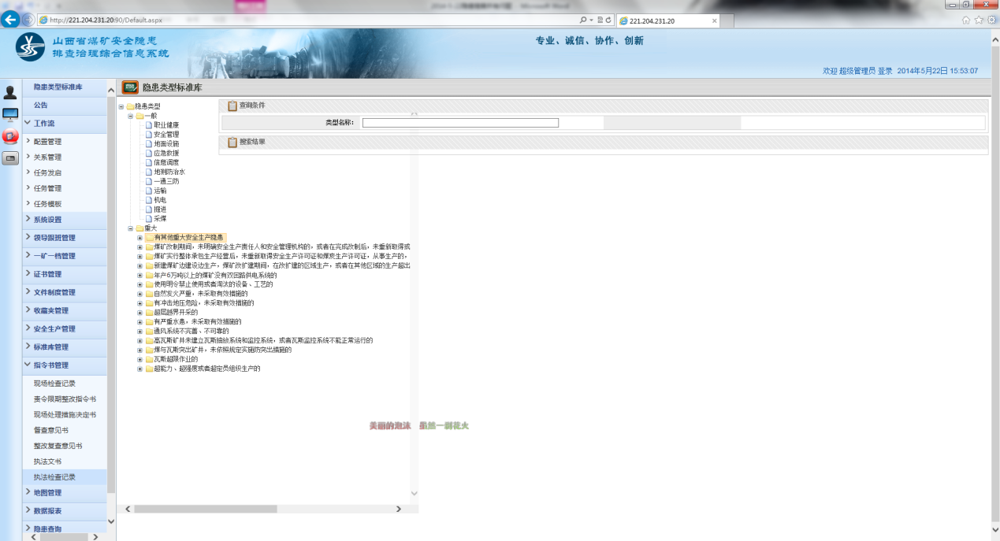 http://221.204.231.20:90/Default.aspx
221.204.231.20
山西省煤矿安全隐患
排查治理综合信息系统
专业、诚信、协作、创新
欢迎 超级管理员 登录 2014年5月22日 15:53:07
隐患类型标准库
公告
工作流
配置管理
关系管理
任务发启
任务管理
任务模板
系统设置
领导跟班管理
一矿一档管理
证书管理
文件制度管理
收藏夹管理
安全生产管理
标准库管理
指令书管理
现场检查记录
责令限期整改指令书
现场处理措施决定书
督查意见书
整改复查意见书
执法文书
执法检查记录
地图管理
数据报表
隐患查询
隐患类型标准库
隐患类型
一般
职业健康
安全管理
地面设施
应急救援
信息调度
地测防治水
一通三防
运输
机电
掘进
采煤
重大
有其他重大安全生产隐患
煤矿改制期间，未明确安全生产责任人和安全管理机构的，或者在完成改制后，未重新取得或
煤矿实行整体承包生产经营后，未重新取得安全生产许可证和煤炭生产许可证，从事生产的，
新建煤矿边建设边生产，煤矿改扩建期间，在改扩建的区域生产，或者在其他区域的生产超出
年产6万吨以上的煤矿没有双回路供电系统的
使用明令禁止使用或者淘汰的设备、工艺的
自然发火严重，未采取有效措施的
有冲击地压危险，未采取有效措施的
超层越界开采的
有严重水患，未采取有效措施的
通风系统不完善、不可靠的
高瓦斯矿井未建立瓦斯抽放系统和监控系统，或者瓦斯监控系统不能正常运行的
煤与瓦斯突出矿井，未依照规定实施防突出措施的
瓦斯超限作业的
超能力、超强度或者超定员组织生产的
查询条件
类型名称：
搜索结果
美丽的泡沫 虽然一刹花火